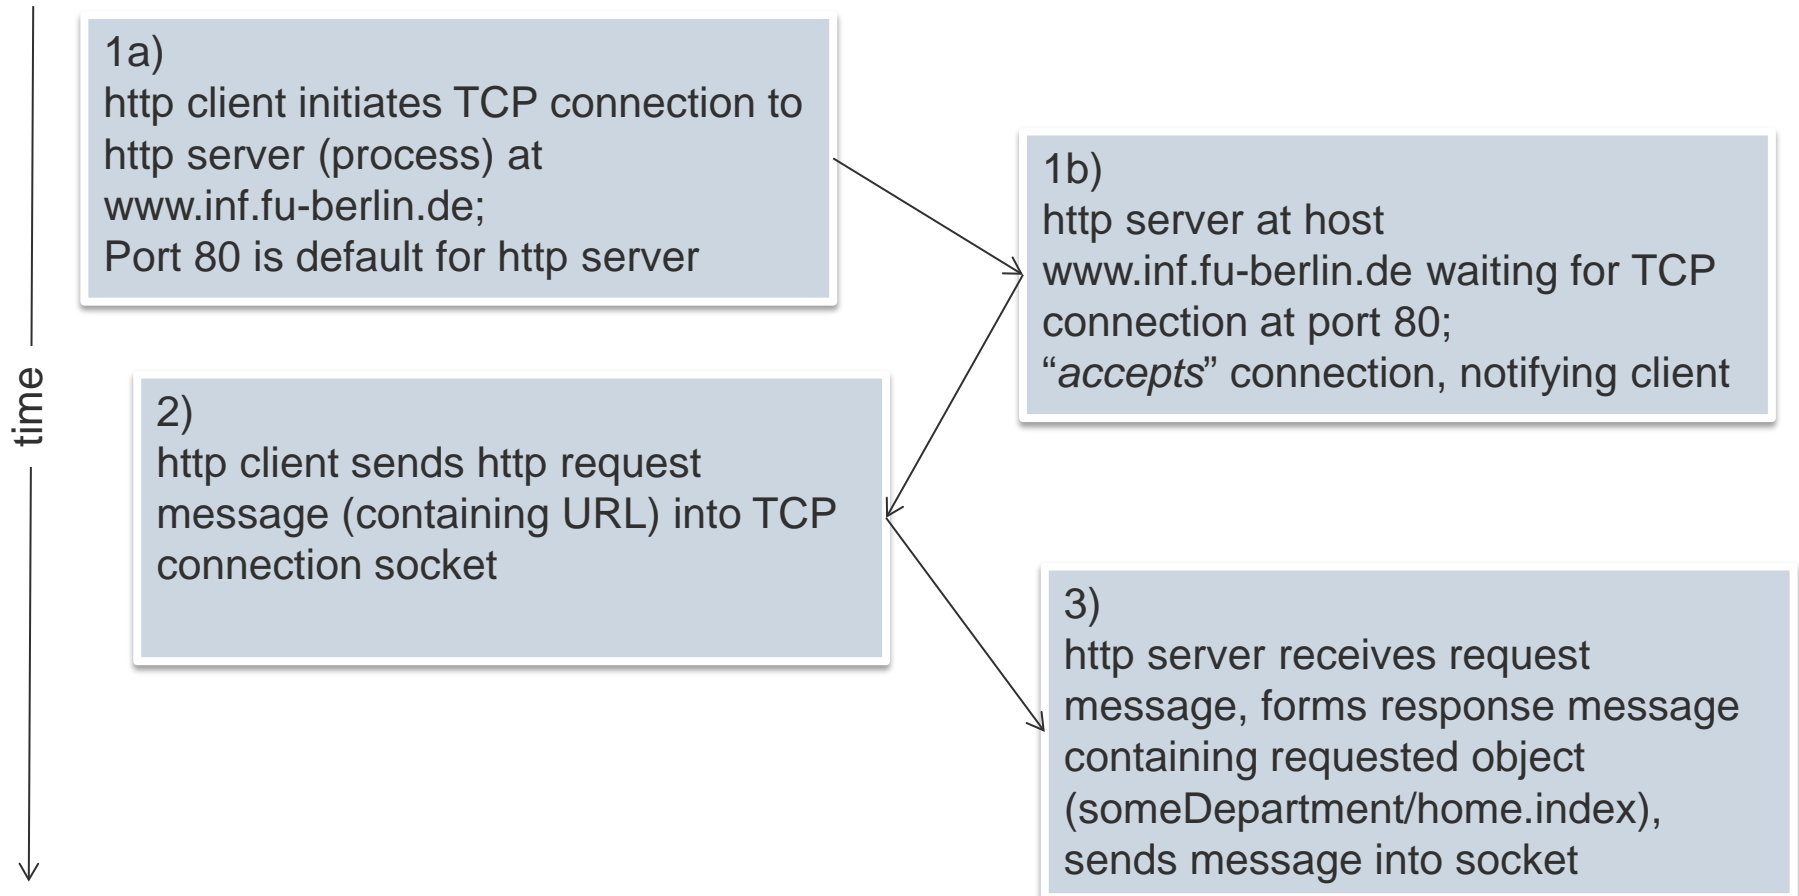 1a)
http client initiates TCP connection to
http server (process) at
www.inf.fu-berlin.de;
Port 80 is default for http server
1b)
http server at host
www.inf.fu-berlin.de waiting for TCP
connection at port 80;
“accepts” connection, notifying client
time
2)
http client sends http request
message (containing URL) into TCP
connection socket
3)
http server receives request
message, forms response message
containing requested object
(someDepartment/home.index),
sends message into socket